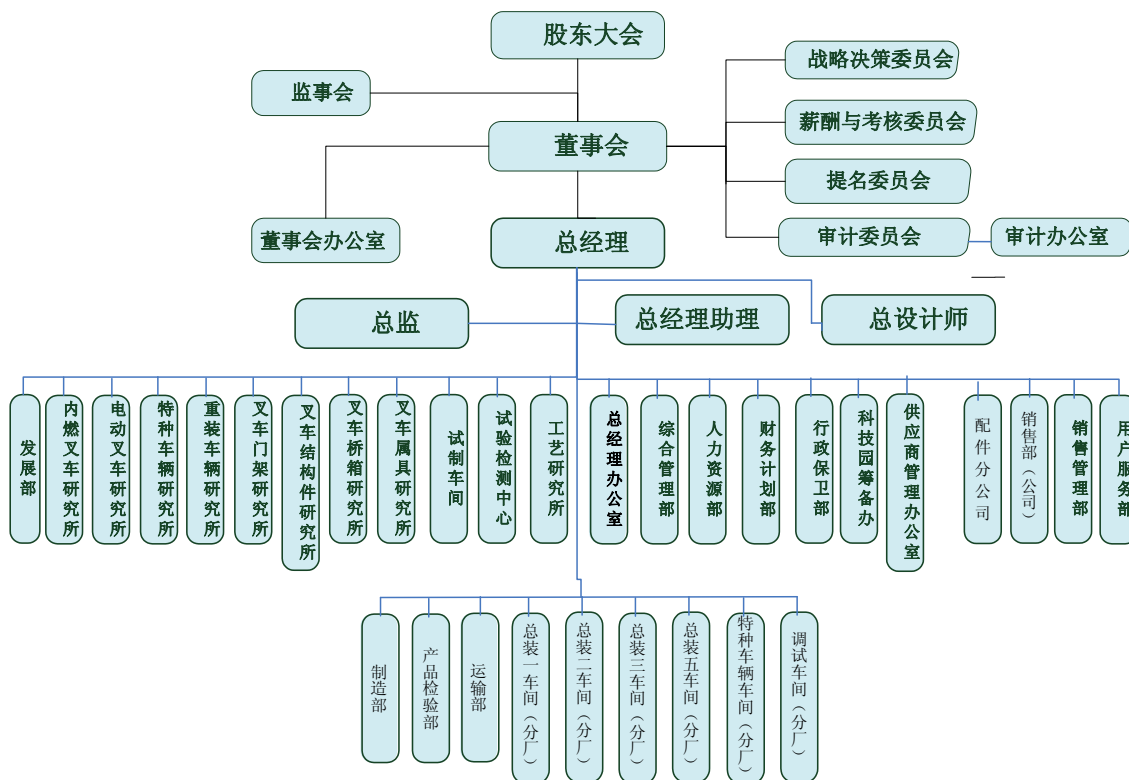 股东大会
监事会
战略决策委员会
薪酬与考核委员会
董事会
提名委员会
董事会办公室
总经理
审计委员会
审计办公室
总监
总经理助理
总设计师
发展部
内燃叉车研究所
电动叉车研究所
特种车辆研究所
重装车辆研究所
叉车门架研究所
叉车结构件研究所
叉车桥箱研究所
叉车属具研究所
试制车间
试验检测中心
工艺研究所
总经理办公室
综合管理部
人力资源部
财务计划部
行政保卫部
科技园筹备办
供应商管理办公室
配件分公司
销售部（公司）
销售管理部
用户服务部
制造部
产品检验部
运输部
总装一车间（分厂）
总装二车间（分厂）
总装三车间（分厂）
总装五车间（分厂）
特种车辆车间（分厂）
调试车间（分厂）